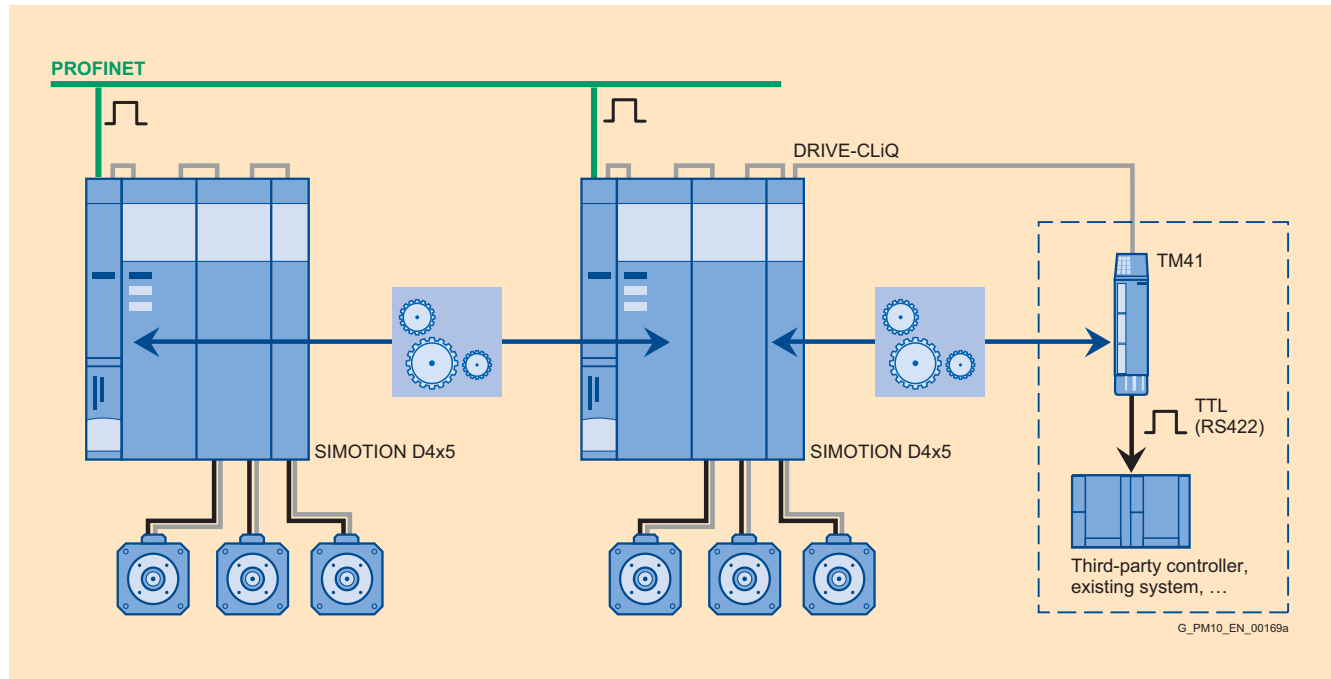 PROFINET
DRIVE-CLiQ
TM41
TTL
(RS422)
SIMOTION D4x5
SIMOTION D4x5
Third-party controller,
existing system, …
G_PM10_EN_00169a